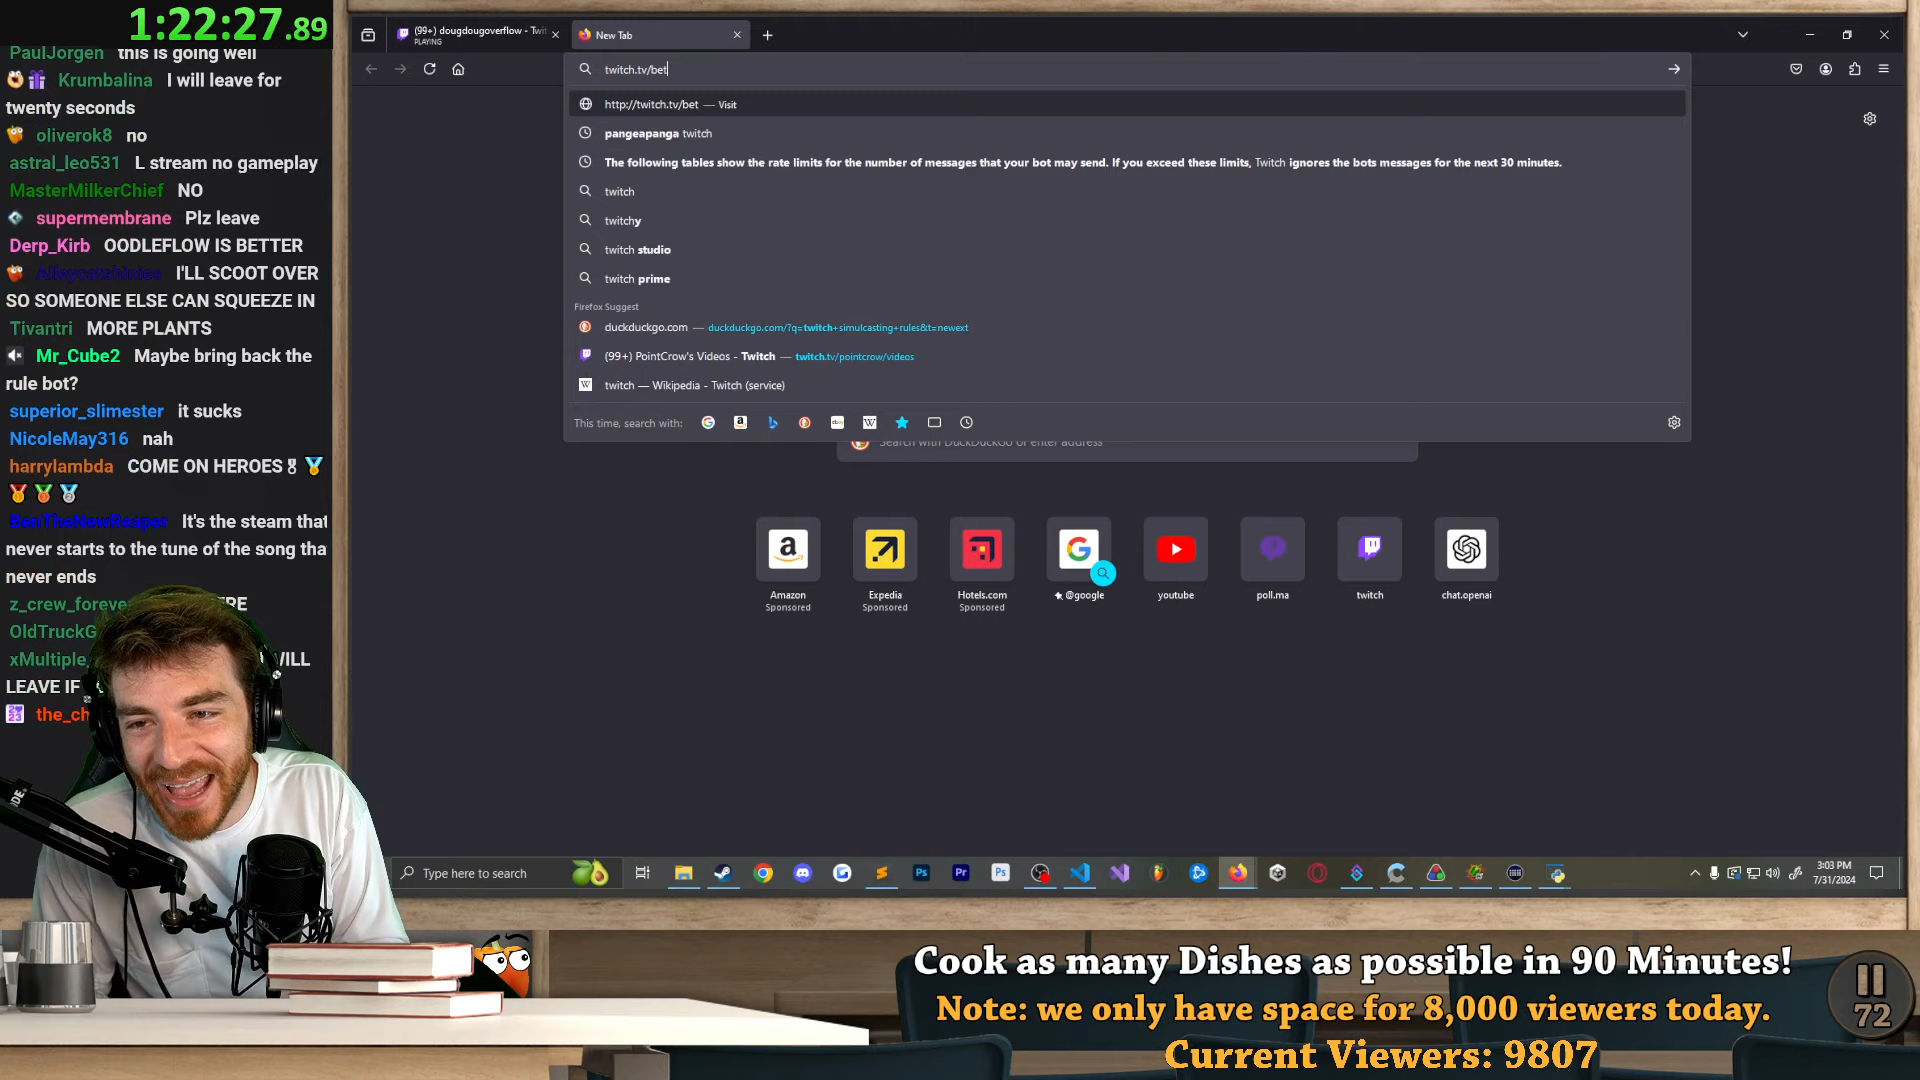 1:22:27.89
PaulJorgen this is going well
Krumbalina I will leave for
twenty seconds
oliverok8 no
astral_leo531 L stream no gameplay
MasterMilkerChief NO
supermembrane Plz leave
Derp_Kirb OODLEFLOW IS BETTER
I'LL SCOOT OVER
SO SOMEONE ELSE CAN SQUEEZE IN
Tivantri MORE PLANTS
Mr_Cube2 Maybe bring back the
rule bot?
superior_slimester it sucks
NicoleMay316 nah
harrylambda COME ON HEROES
BenTheNewReaper It's the steam that
never starts to the tune of the song tha
never ends
z_crew_foreve
OldTruckG
xMultiple_ WILL
LEAVE IF
the_ch
(99+) dougdougoverflow - Twit
PLAYING
New Tab
twitch.tv/bet
http://twitch.tv/bet — Visit
pangeapanga twitch
The following tables show the rate limits for the number of messages that your bot may send. If you exceed these limits, Twitch ignores the bots messages for the next 30 minutes.
twitch
twitchy
twitch studio
twitch prime
Firefox Suggest
duckduckgo.com — duckduckgo.com/?q=twitch+simulcasting+rules&t=newext
(99+) PointCrow's Videos - Twitch — twitch.tv/pointcrow/videos
twitch — Wikipedia - Twitch (service)
This time, search with:
Search with DuckDuckGo or enter address
Amazon
Sponsored
Expedia
Sponsored
Hotels.com
Sponsored
@google
youtube
poll.ma
twitch
chat.openai
Type here to search
3:03 PM
7/31/2024
Cook as many Dishes as possible in 90 Minutes!
Note: we only have space for 8,000 viewers today.
Current Viewers: 9807
72